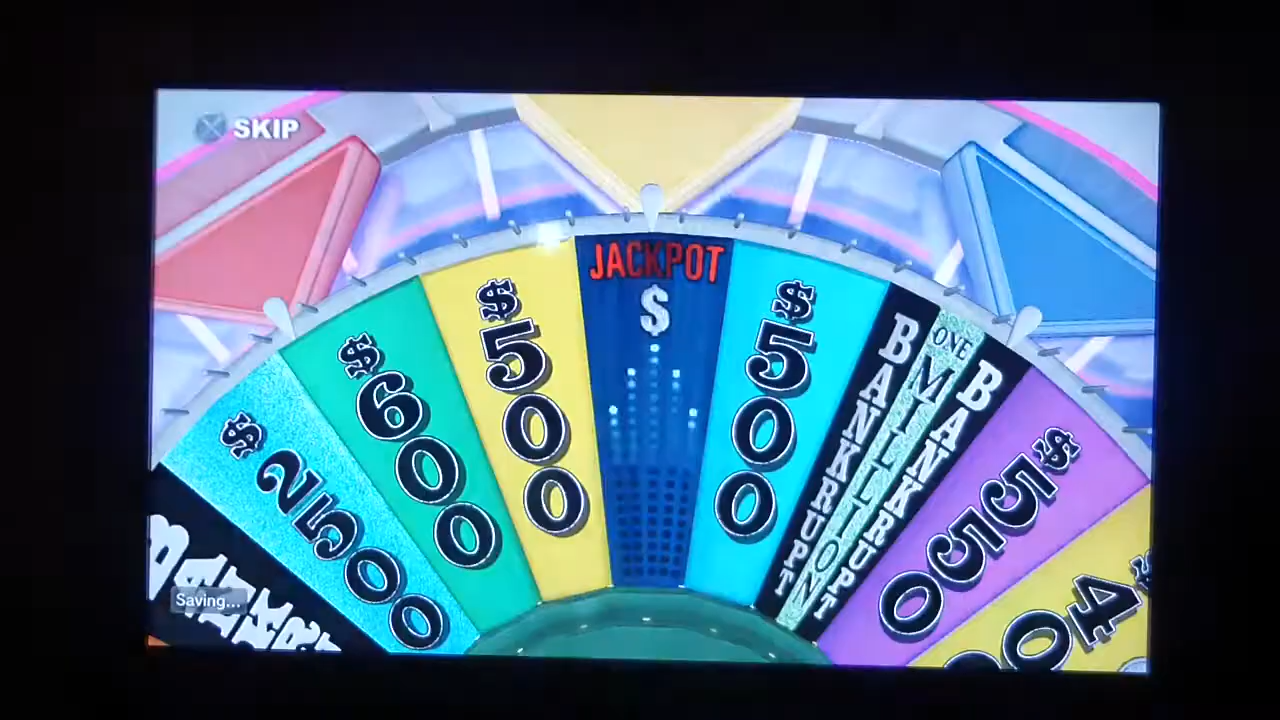 SKIP
JACKPOT
$
$500
$500
$600
$2500
BANKRUPT
ONE MILLION
BANKRUPT
$550
Saving...